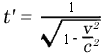 t' = 1 / √(1 - v²/c²)